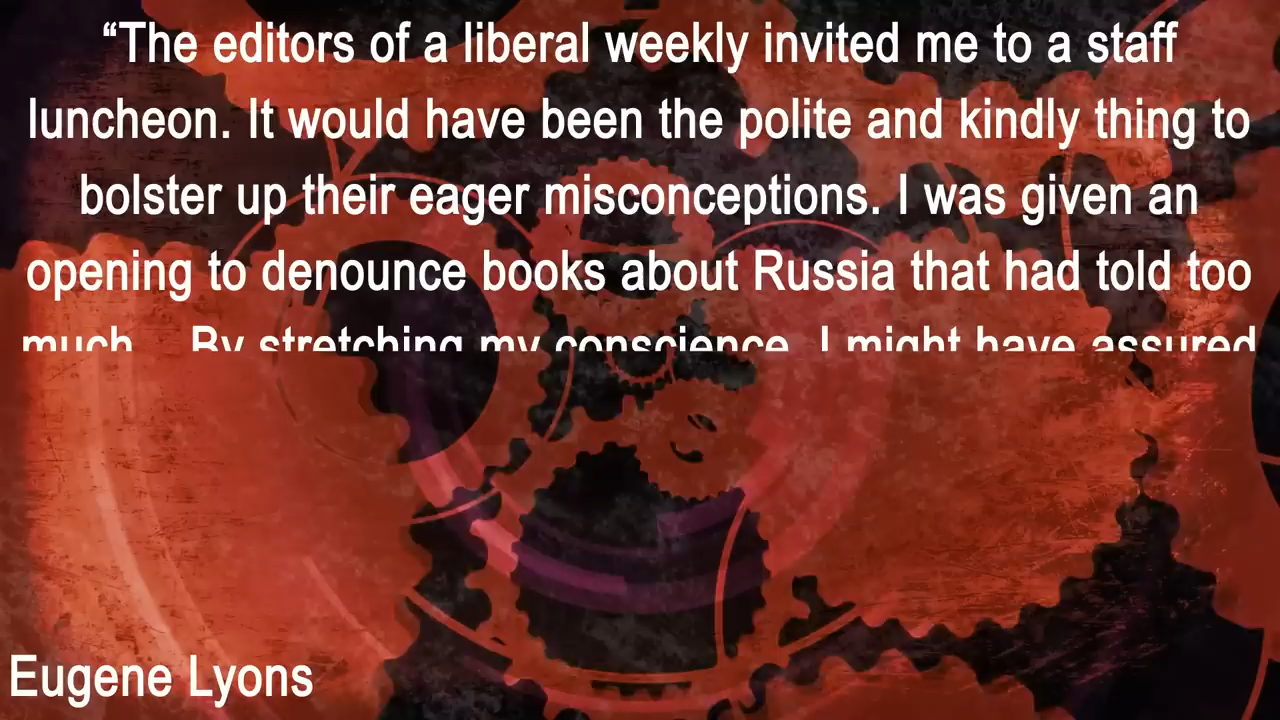 “The editors of a liberal weekly invited me to a staff
luncheon. It would have been the polite and kindly thing to
bolster up their eager misconceptions. I was given an
opening to denounce books about Russia that had told too
much... By stretching my conscience, I might have assured
Eugene Lyons